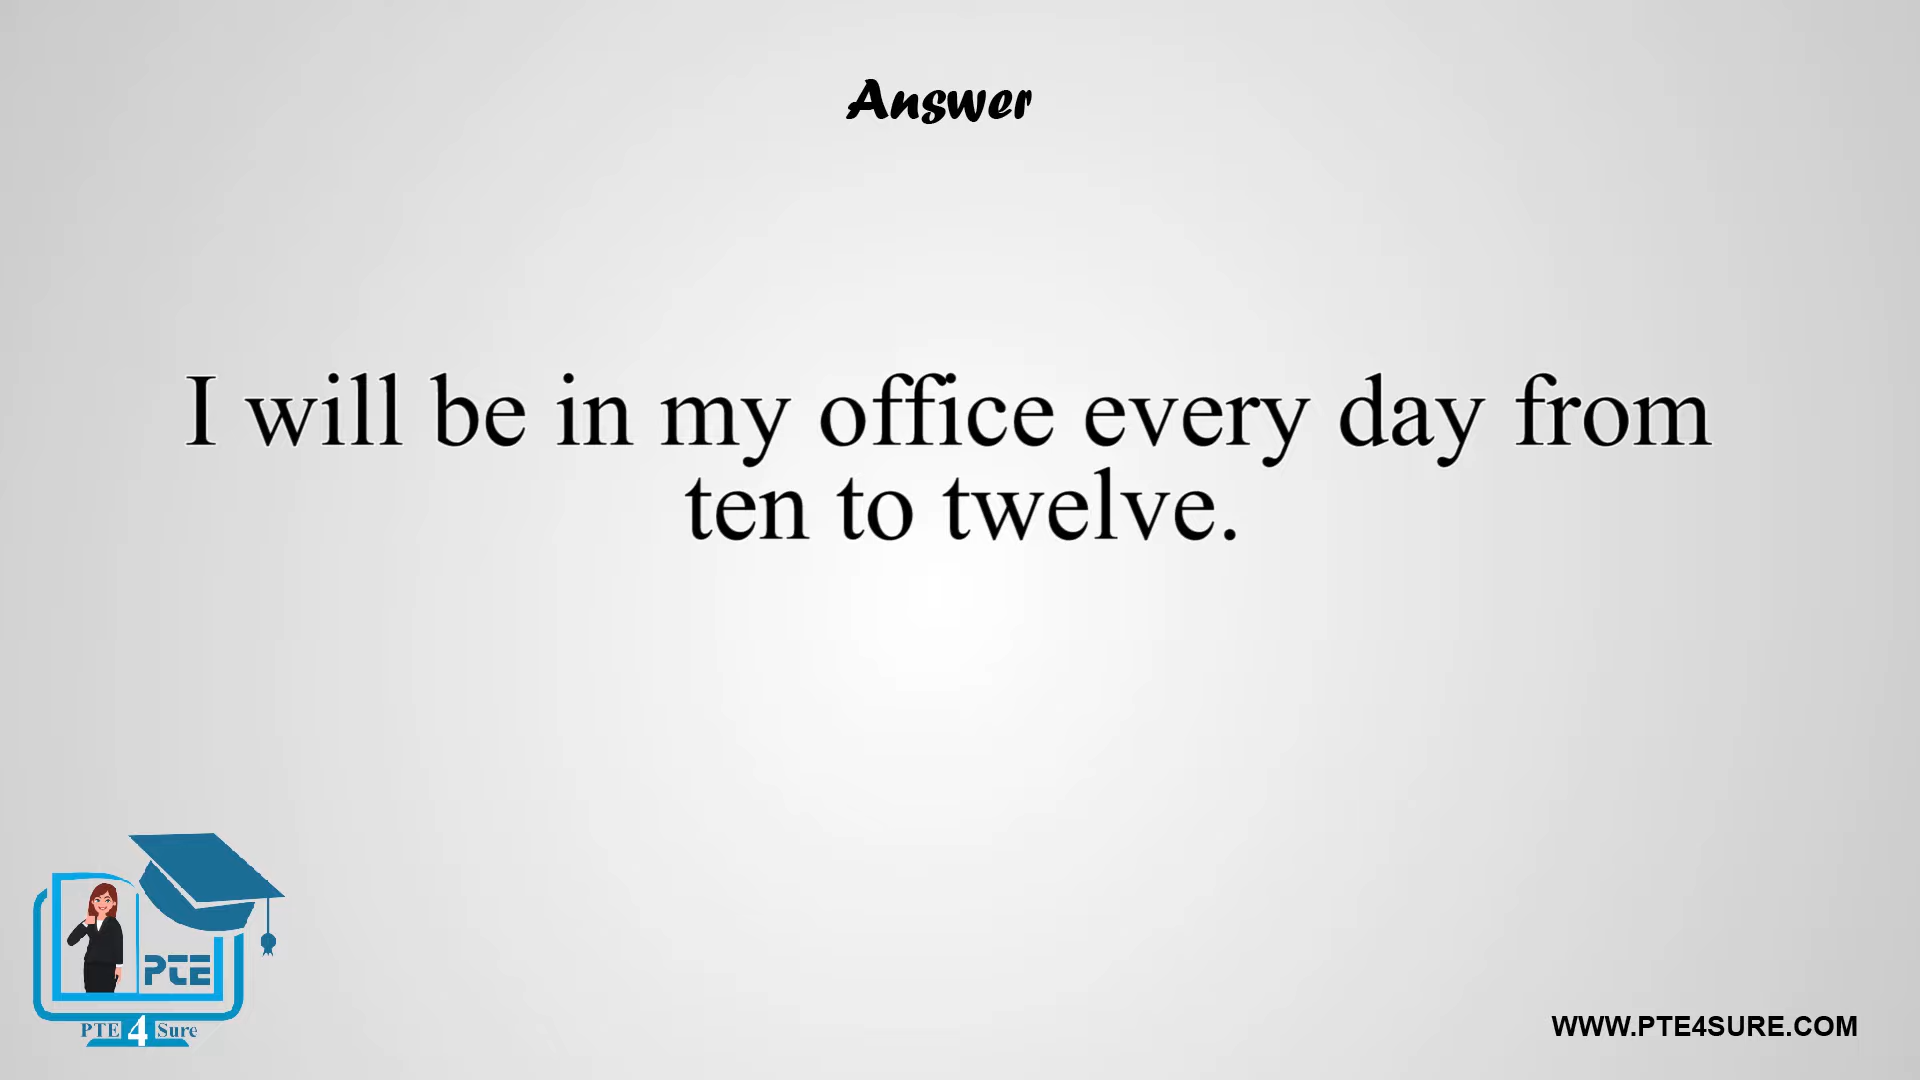 Answer
I will be in my office every day from
ten to twelve.
PTE
PTE 4 Sure
WWW.PTE4SURE.COM